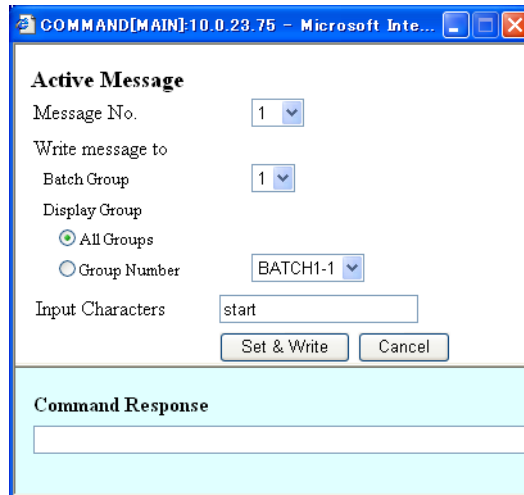 COMMAND[MAIN]:10.0.23.75 - Microsoft Inte...
Active Message
Message No. 1
Write message to
Batch Group 1
Display Group
All Groups
Group Number BATCH1-1
Input Characters start
Set & Write Cancel
Command Response